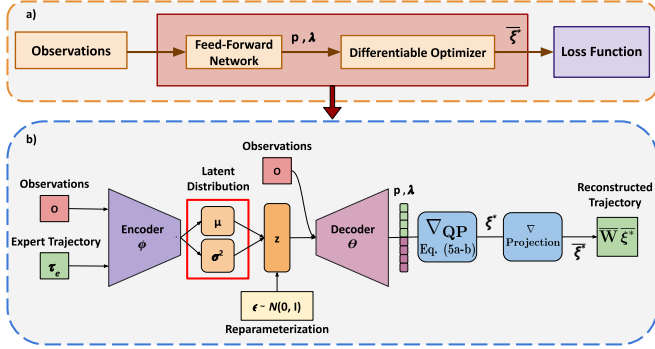 a)
Observations
Feed-Forward
Network
p , λ
Differentiable Optimizer
ξ̅*
Loss Function
b)
Observations
O
Expert Trajectory
τₑ
Encoder
ϕ
Latent
Distribution
μ
σ²
z
ϵ ~ N(0, I)
Reparameterization
Observations
O
Decoder
Θ
p , λ
∇QP
Eq. (5a-b)
ξ*
∇
Projection
ξ̅*
Reconstructed
Trajectory
W̅ ξ̅*